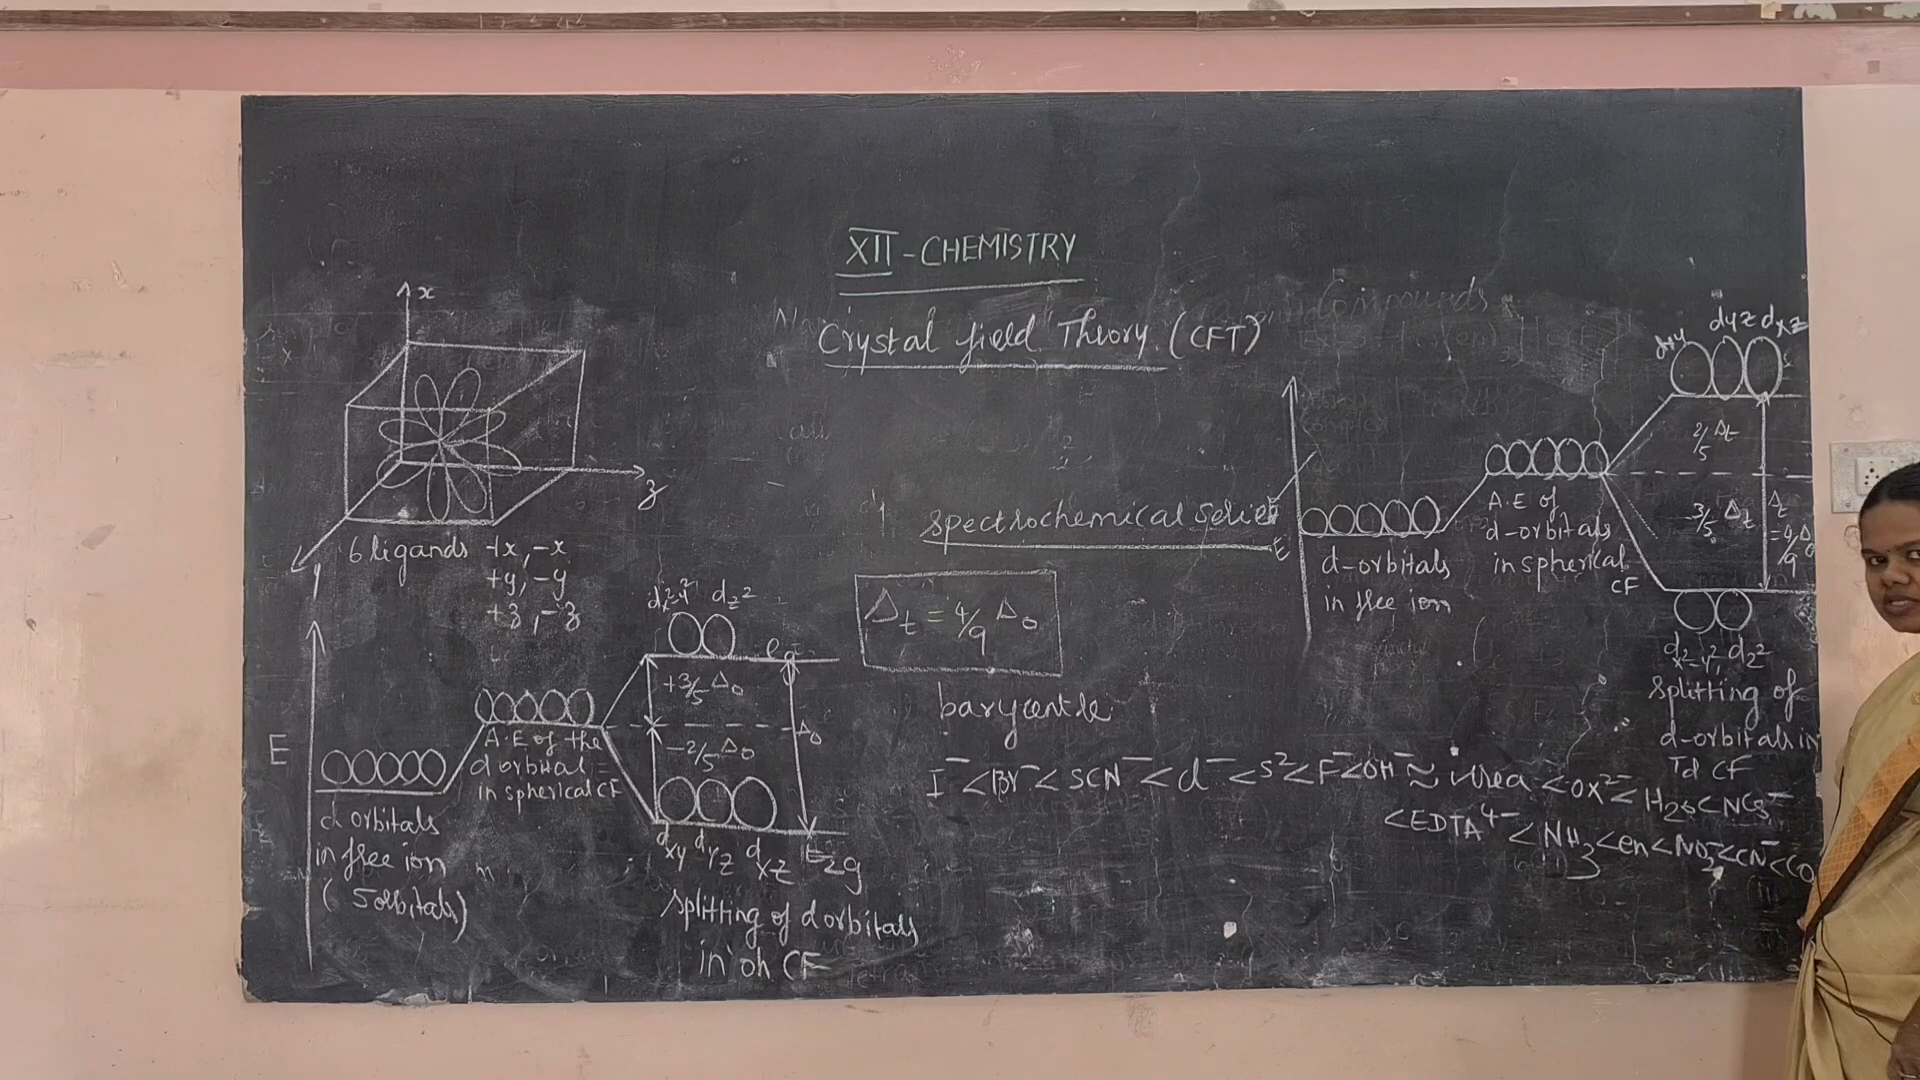 XII - CHEMISTRY
Crystal field Theory. (CFT)
x
z
y
6 ligands +x, -x
+y, -y
+z, -z
E
d orbitals
in free ion
( 5 orbitals)
A.E of the
d orbital
in spherical CF
dx²-y² dz²
eg
+3/5 Δo
-2/5 Δo
Δo
dxy dyz dxz t2g
splitting of d orbitals
in oh CF
spectrochemical series
Δt = 4/9 Δo
barycentre
I⁻ < Br⁻ < SCN⁻ < cl⁻ < S²⁻ < F⁻ < OH⁻ ≈ urea < ox²⁻ < H2O < NCS⁻
< EDTA⁴⁻ < NH3 < en < NO2⁻ < CN⁻ < CO
E
d-orbitals
in free ion
A.E of
d-orbitals
in spherical
CF
dxy dyz dxz
2/5 Δt
3/5 Δt
Δt
= 4/9 Δo
dx²-y², dz²
splitting of
d-orbitals in
Td CF